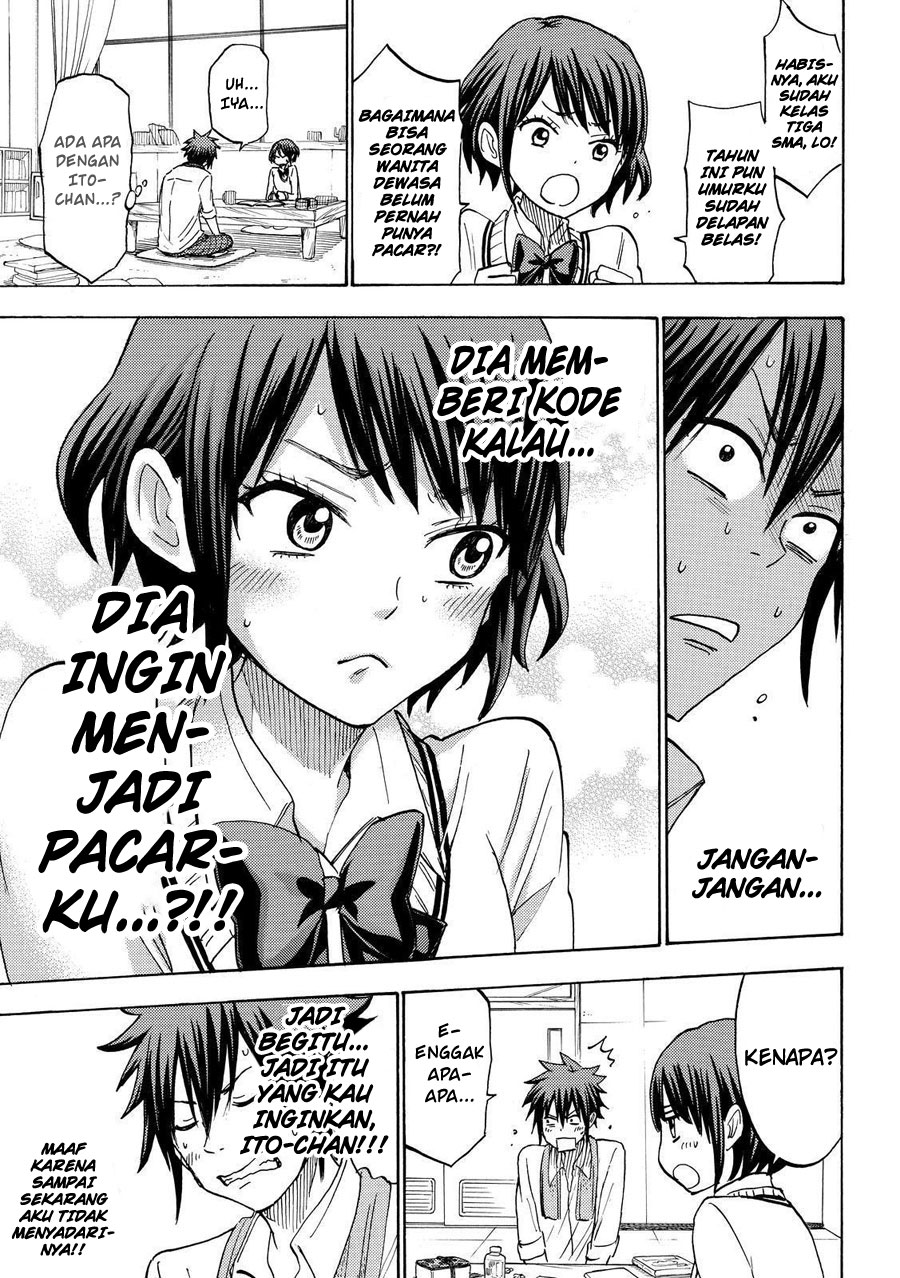 HABIS-
NYA, AKU
SUDAH
KELAS
TIGA
SMA, LO!
TAHUN
INI PUN
UMURKU
SUDAH
DELAPAN
BELAS!
BAGAIMANA
BISA
SEORANG
WANITA
DEWASA
BELUM
PERNAH
PUNYA
PACAR?!
UH...
IYA...
ADA APA
DENGAN
ITO-
CHAN...?
JANGAN-
JANGAN...
DIA MEM-
BERI KODE
KALAU...
DIA
INGIN
MEN-
JADI
PACAR-
KU...?!!
KENAPA?
E-
ENGGAK
APA-
APA...
JADI
BEGITU...
JADI ITU
YANG KAU
INGINKAN,
ITO-CHAN!!!
MAAF
KARENA
SAMPAI
SEKARANG
AKU TIDAK
MENYADARI-
NYA!!